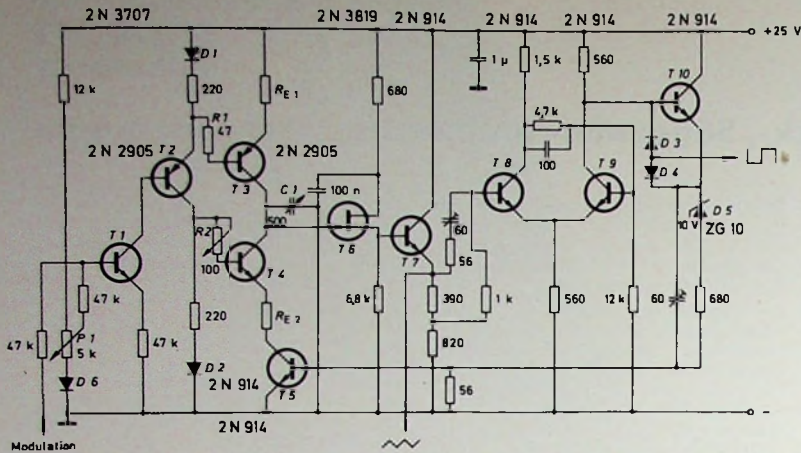 2 N 3707
2 N 3819
2 N 914
2 N 914
2 N 914
2 N 914
+25 V
D 1
1 µ
1,5 k
560
T 10
12 k
220
R E 1
680
R 1
47
4,7 k
2 N 2905
T 2
2 N 2905
T 3
C 1
100 n
T 8
100
T 9
D 3
D 4
500
T 6
10 V
D 5
ZG 10
T 1
R 2
100
T 4
T 7
60
56
47 k
6,8 k
390
1 k
560
12 k
60
680
47 k
P 1
5 k
47 k
220
R E 2
820
D 6
D 2
2 N 914
T 5
56
2 N 914
–
Modulation